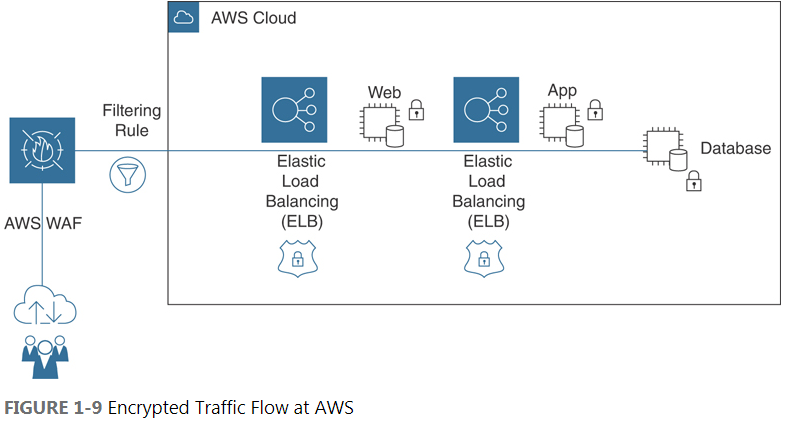 AWS Cloud
Filtering
Rule
Web
App
Database
Elastic
Load
Balancing
(ELB)
Elastic
Load
Balancing
(ELB)
AWS WAF
FIGURE 1-9 Encrypted Traffic Flow at AWS